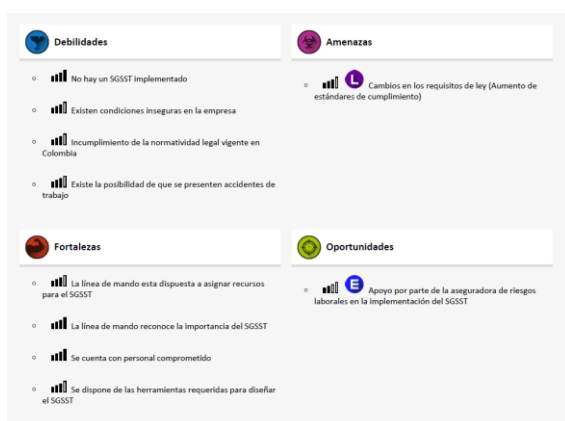 Debilidades
No hay un SGSST implementado
Existen condiciones inseguras en la empresa
Incumplimiento de la normatividad legal vigente en
Colombia
Existe la posibilidad de que se presenten accidentes de
trabajo
Amenazas
L Cambios en los requisitos de ley (Aumento de
estándares de cumplimiento)
Fortalezas
La línea de mando esta dispuesta a asignar recursos
para el SGSST
La línea de mando reconoce la importancia del SGSST
Se cuenta con personal comprometido
Se dispone de las herramientas requeridas para diseñar
el SGSST
Oportunidades
E Apoyo por parte de la aseguradora de riesgos
laborales en la implementación del SGSST